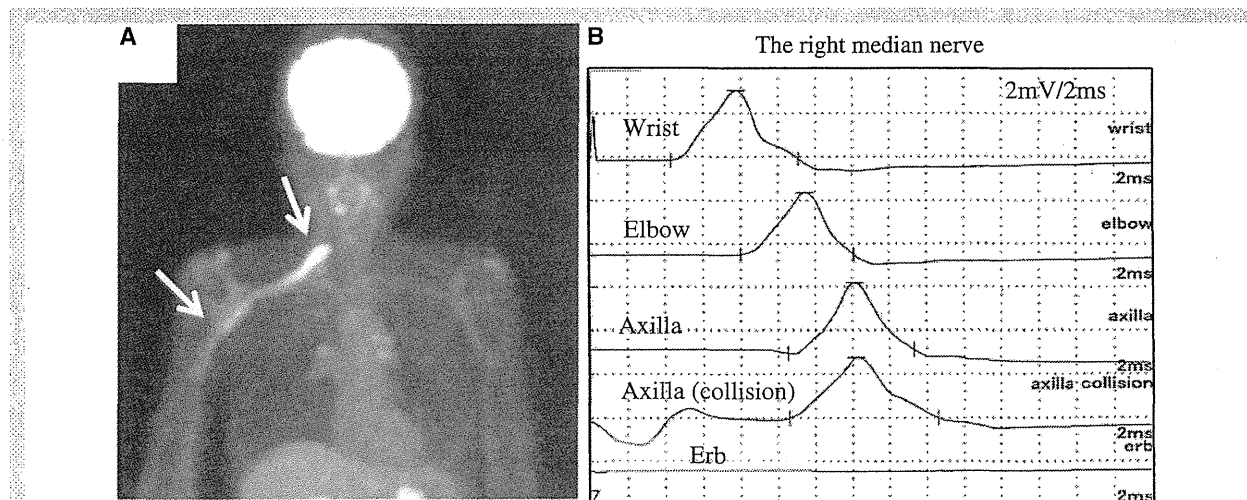 A
B
The right median nerve
2mV/2ms
Wrist
wrist
2ms
Elbow
elbow
2ms
Axilla
axilla
2ms
Axilla (collision)
axilla collision
2ms
erb
Erb
7
2ms